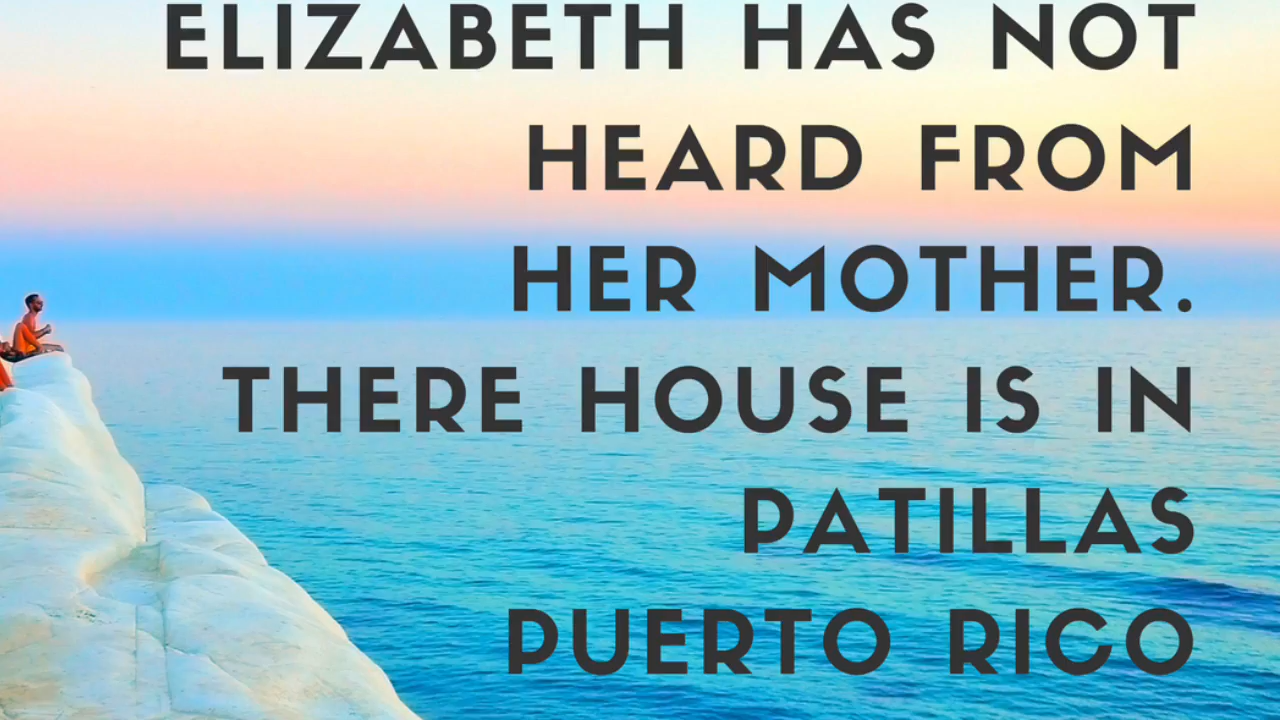 ELIZABETH HAS NOT
HEARD FROM
HER MOTHER.
THERE HOUSE IS IN
PATILLAS
PUERTO RICO